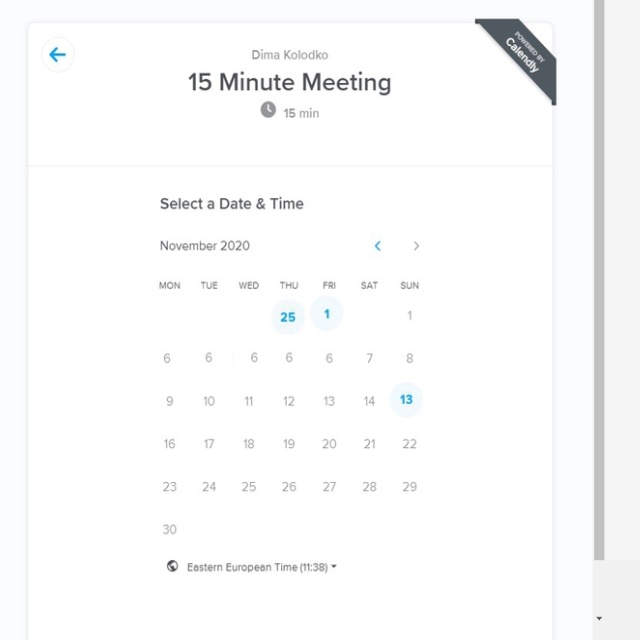 POWERED BY
Calendly
Dima Kolodko
15 Minute Meeting
15 min
Select a Date & Time
November 2020
MON TUE WED THU FRI SAT SUN
25 1 1
6 6 6 6 6 7 8
9 10 11 12 13 14 13
16 17 18 19 20 21 22
23 24 25 26 27 28 29
30
Eastern European Time (11:38)